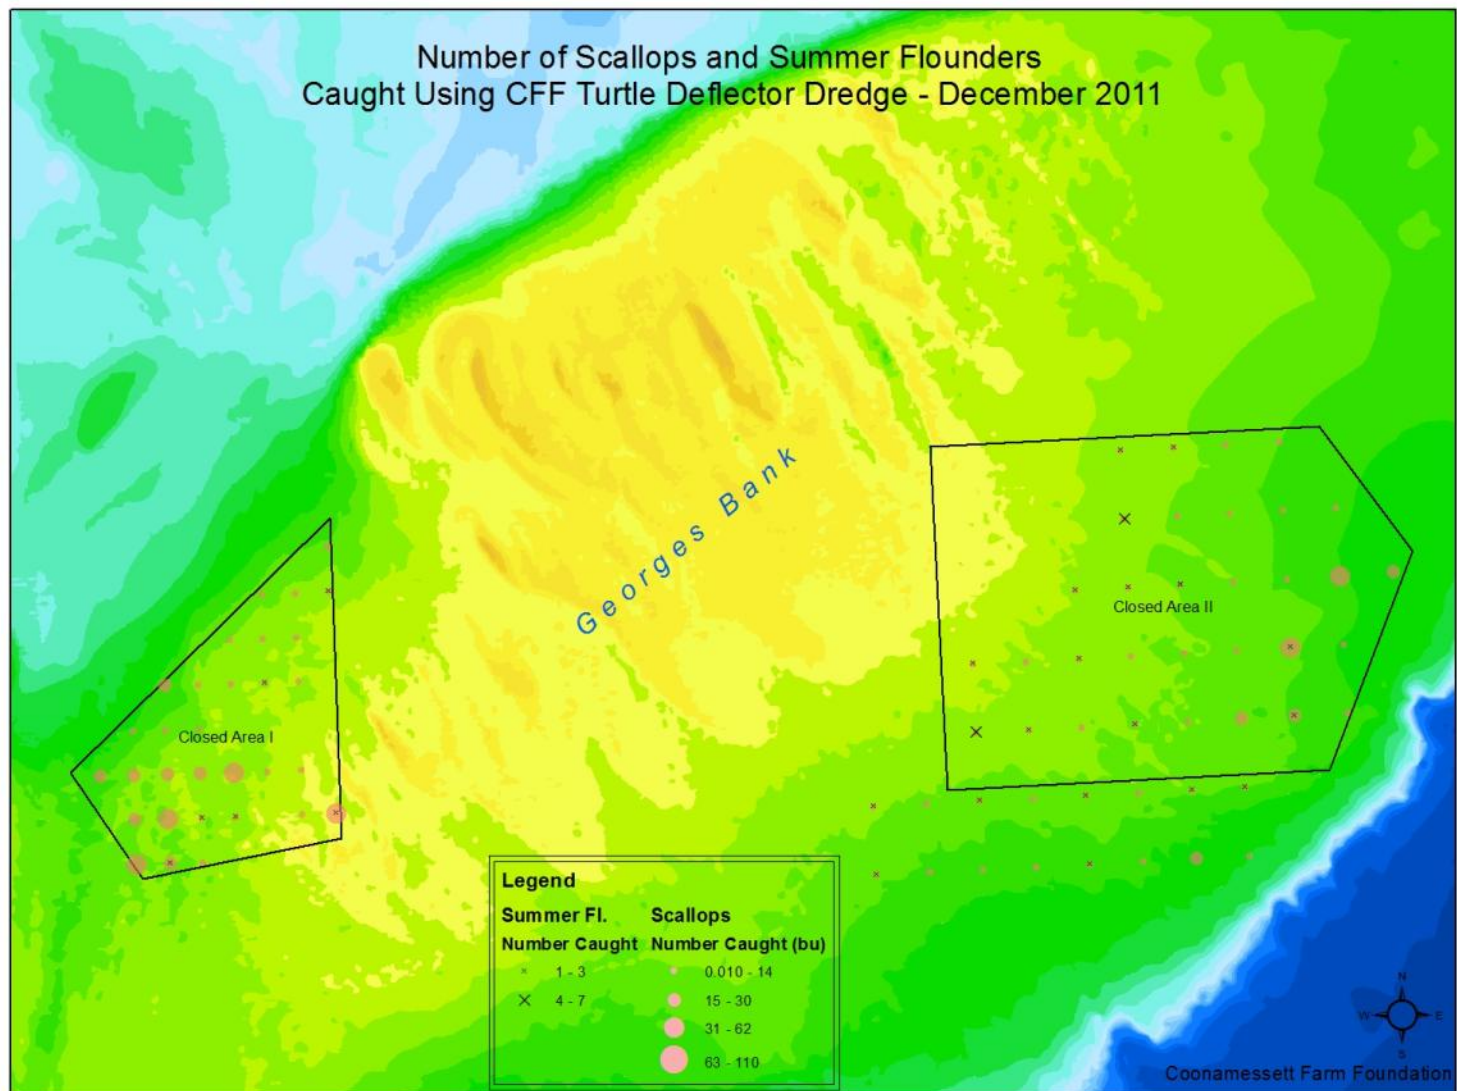 Number of Scallops and Summer Flounders
Caught Using CFF Turtle Deflector Dredge - December 2011
Georges Bank
Closed Area II
Closed Area I
Legend
Summer Fl. Scallops
Number Caught Number Caught (bu)
1 - 3 0.010 - 14
4 - 7 15 - 30
31 - 62
63 - 110
N
W E
S
Coonamessett Farm Foundation